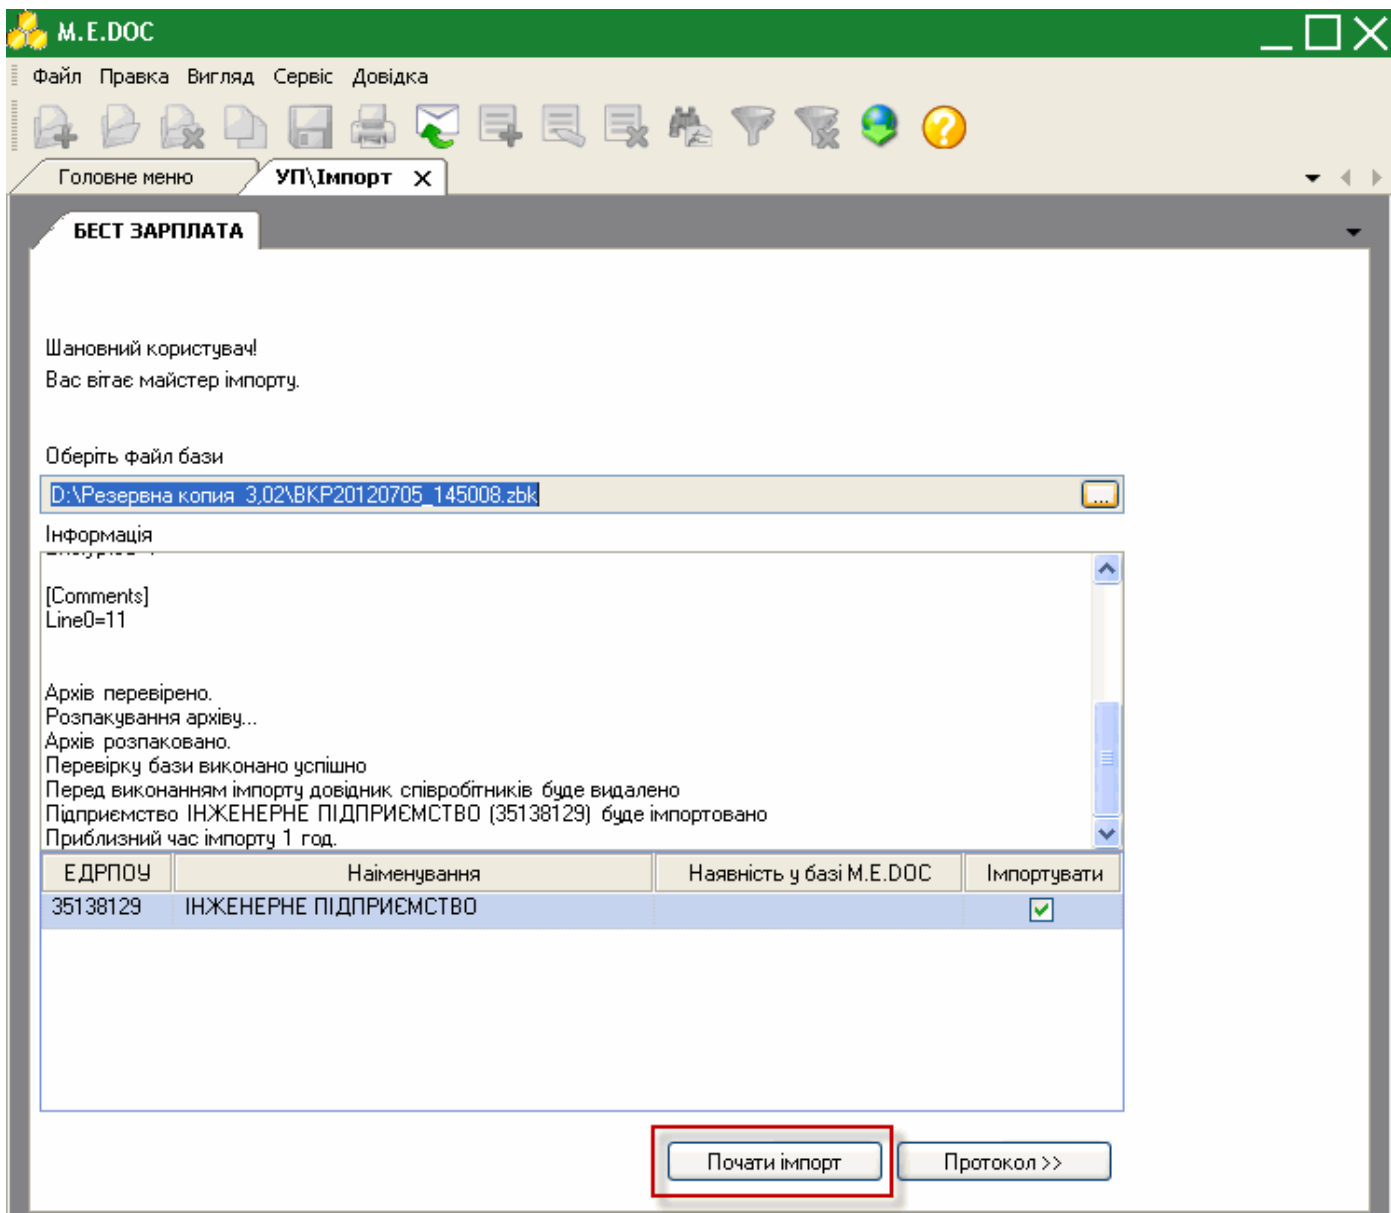 M.E.DOC
Файл Правка Вигляд Сервіс Довідка
Головне меню УП\Імпорт
БЕСТ ЗАРПЛАТА
Шановний користувач!
Вас вітає майстер імпорту.
Оберіть файл бази
D:\Резервна копия 3,02\BKP20120705_145008.zbk
...
Інформація
[Comments]
Line0=11
Архів перевірено.
Розпакування архіву...
Архів розпаковано.
Перевірку бази виконано успішно
Перед виконанням імпорту довідник співробітників буде видалено
Підприємство ІНЖЕНЕРНЕ ПІДПРИЄМСТВО (35138129) буде імпортовано
Приблизний час імпорту 1 год.
ЕДРПОУ Наіменування Наявність у базі M.E.DOC Імпортувати
35138129 ІНЖЕНЕРНЕ ПІДПРИЄМСТВО
Почати імпорт Протокол >>